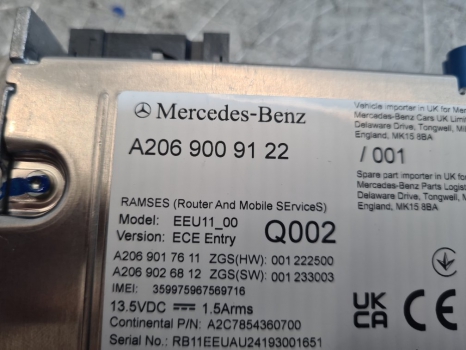 Mercedes-Benz
A206 900 91 22
Vehicle importer in UK for Mer
Mercedes-Benz Cars UK Limi
Delaware Drive, Tongwell, Mi
England, MK15 8BA
/ 001
Spare part importer in UK for
Mercedes-Benz Parts Logist
Delaware Drive, Tongwell, Mi
England, MK15 8BA
RAMSES (Router And Mobile SErviceS)
Model: EEU11_00
Version: ECE Entry
Q002
A206 901 76 11 ZGS(HW): 001 222500
A206 902 68 12 ZGS(SW): 001 233003
IMEI: 359975967569716
13.5VDC 1.5Arms
Continental P/N: A2C7854360700
Serial No.: RB11EEUAU24193001651
UK
CA
CE